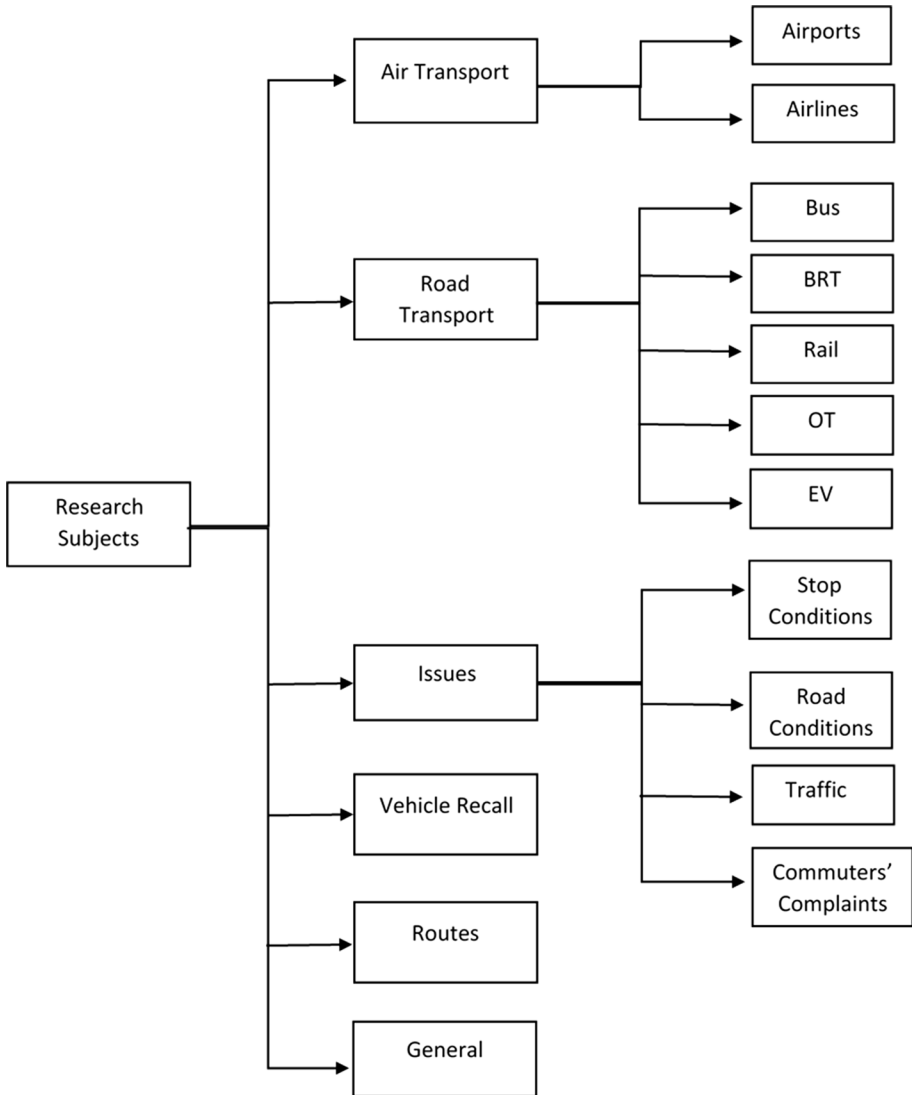 Research
Subjects
Air Transport
Airports
Airlines
Road
Transport
Bus
BRT
Rail
OT
EV
Issues
Stop
Conditions
Road
Conditions
Traffic
Commuters’
Complaints
Vehicle Recall
Routes
General